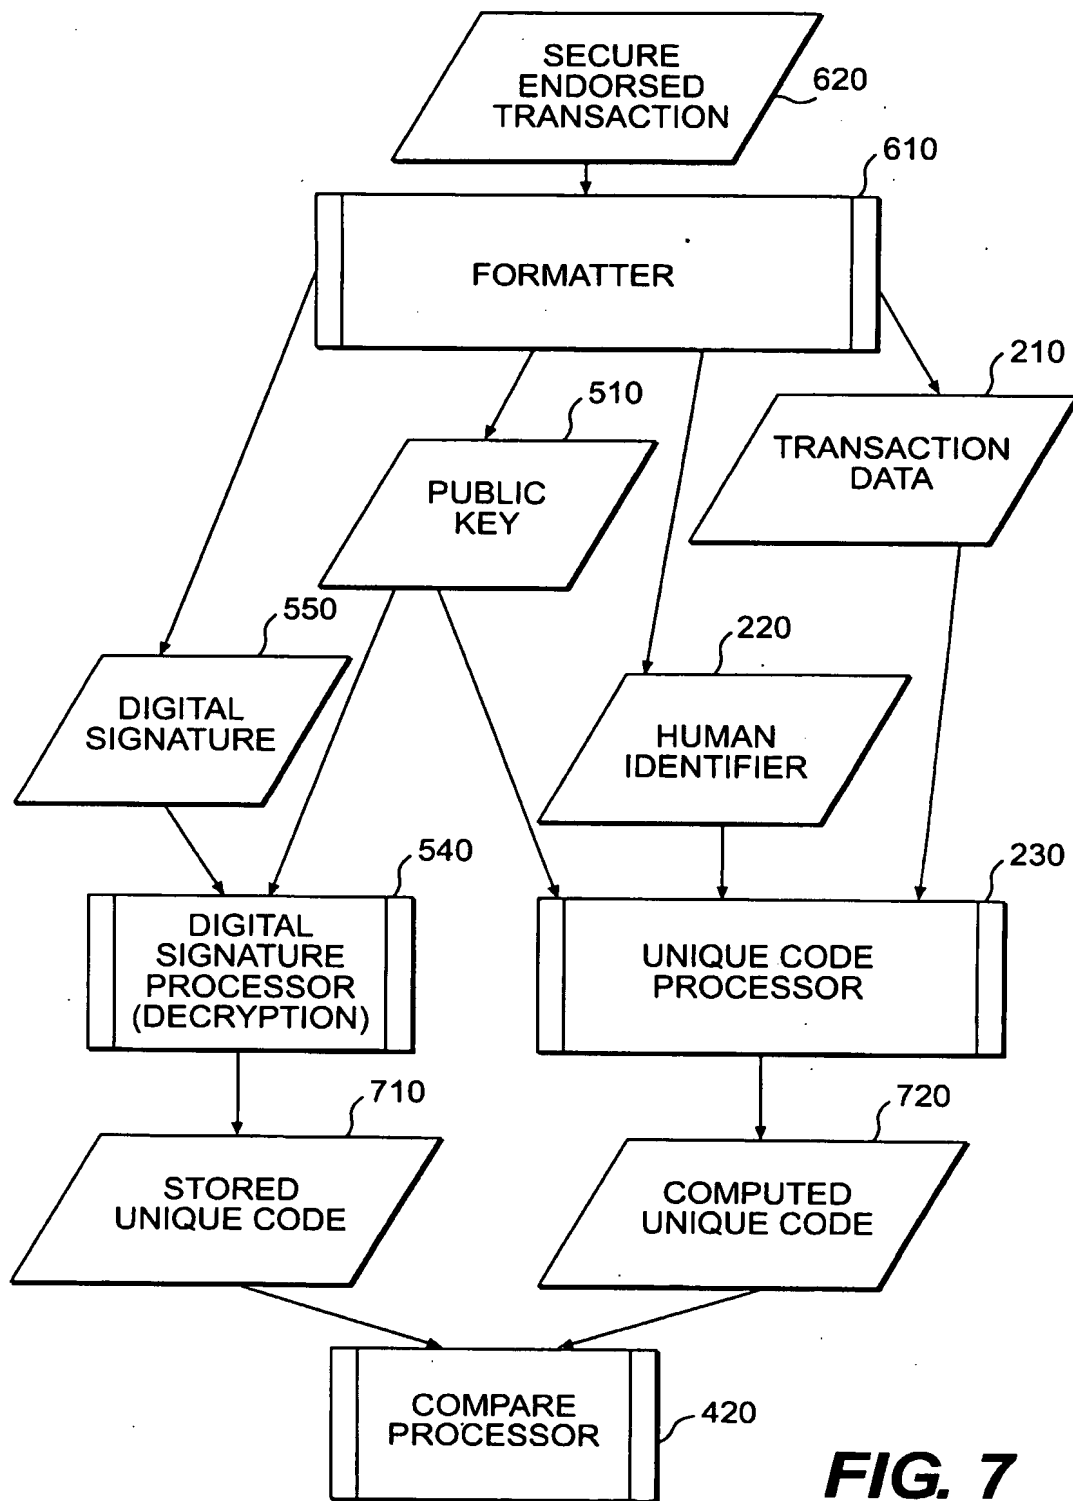 SECURE
ENDORSED
TRANSACTION
620
610
FORMATTER
210
TRANSACTION
DATA
510
PUBLIC
KEY
550
DIGITAL
SIGNATURE
220
HUMAN
IDENTIFIER
540
DIGITAL
SIGNATURE
PROCESSOR
(DECRYPTION)
230
UNIQUE CODE
PROCESSOR
710
STORED
UNIQUE CODE
720
COMPUTED
UNIQUE CODE
COMPARE
PROCESSOR
420
FIG. 7